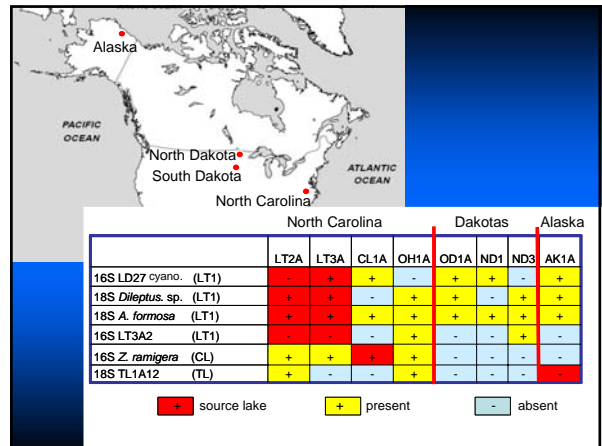 Alaska
PACIFIC
OCEAN
North Dakota
South Dakota
ATLANTIC
OCEAN
North Carolina
North Carolina Dakotas Alaska
LT2A LT3A CL1A OH1A OD1A ND1 ND3 AK1A
16S LD27 cyano. (LT1) - + + - + + - +
18S Dileptus. sp. (LT1) + + - + + - + +
18S A. formosa (LT1) + + + + + + + +
16S LT3A2 (LT1) - - - + - - + -
16S Z. ramigera (CL) + + + + - - - -
18S TL1A12 (TL) + - - + - - - -
+ source lake + present - absent